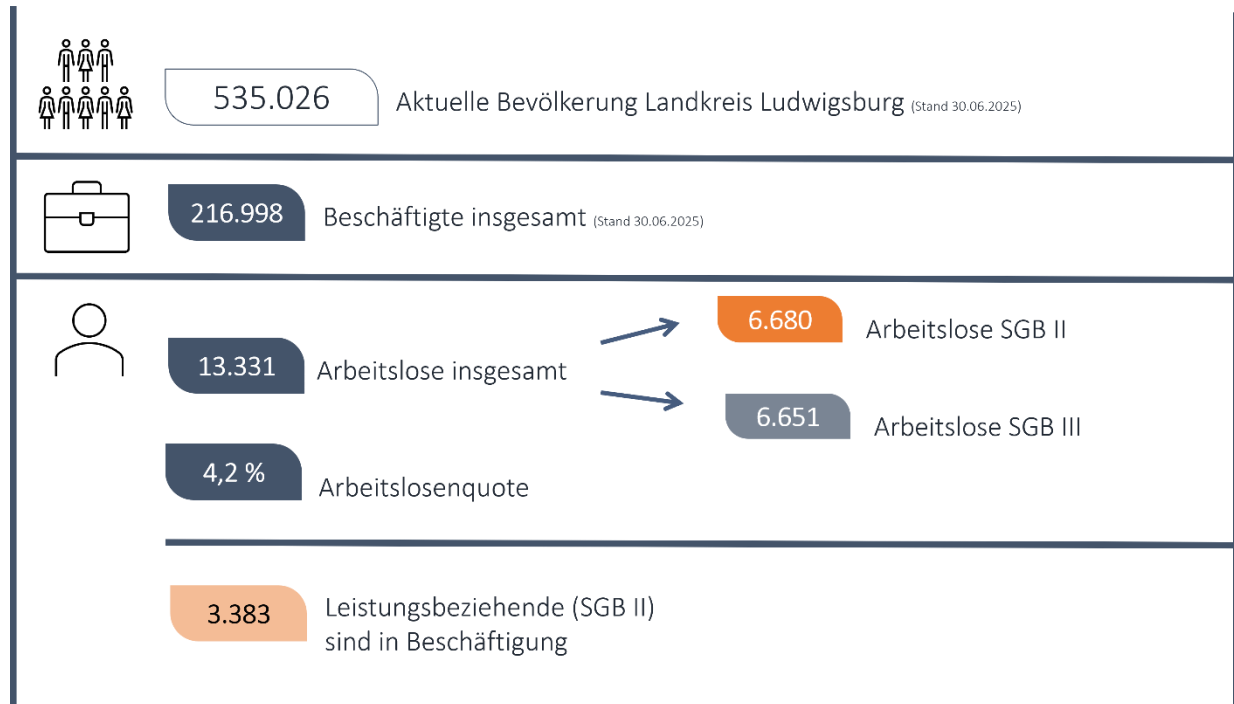 535.026 Aktuelle Bevölkerung Landkreis Ludwigsburg (Stand 30.06.2025)
216.998 Beschäftigte insgesamt (Stand 30.06.2025)
6.680 Arbeitslose SGB II
13.331 Arbeitslose insgesamt
6.651 Arbeitslose SGB III
4,2 % Arbeitslosenquote
3.383 Leistungsbeziehende (SGB II)
sind in Beschäftigung